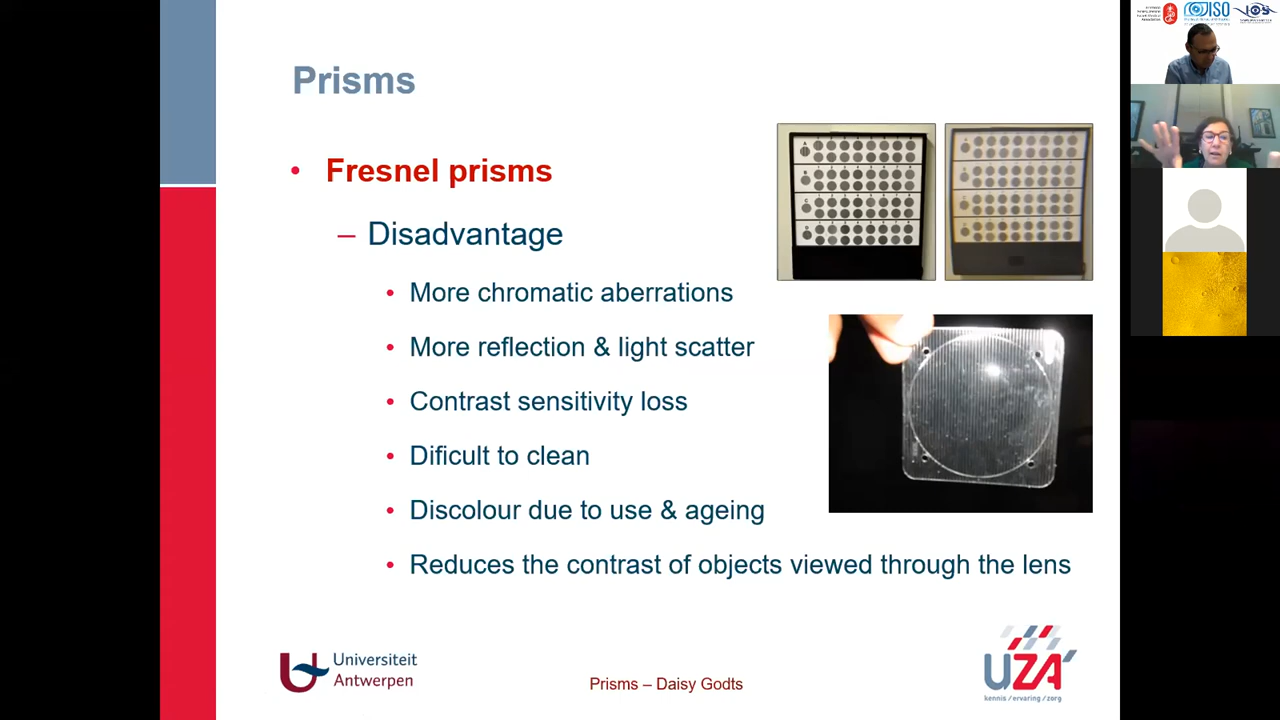 Prisms
• Fresnel prisms
– Disadvantage
• More chromatic aberrations
• More reflection & light scatter
• Contrast sensitivity loss
• Dificult to clean
• Discolour due to use & ageing
• Reduces the contrast of objects viewed through the lens
Universiteit
Antwerpen
Prisms – Daisy Godts
UZA
kennis / ervaring / zorg
ISO
IOS
A
B
C
D